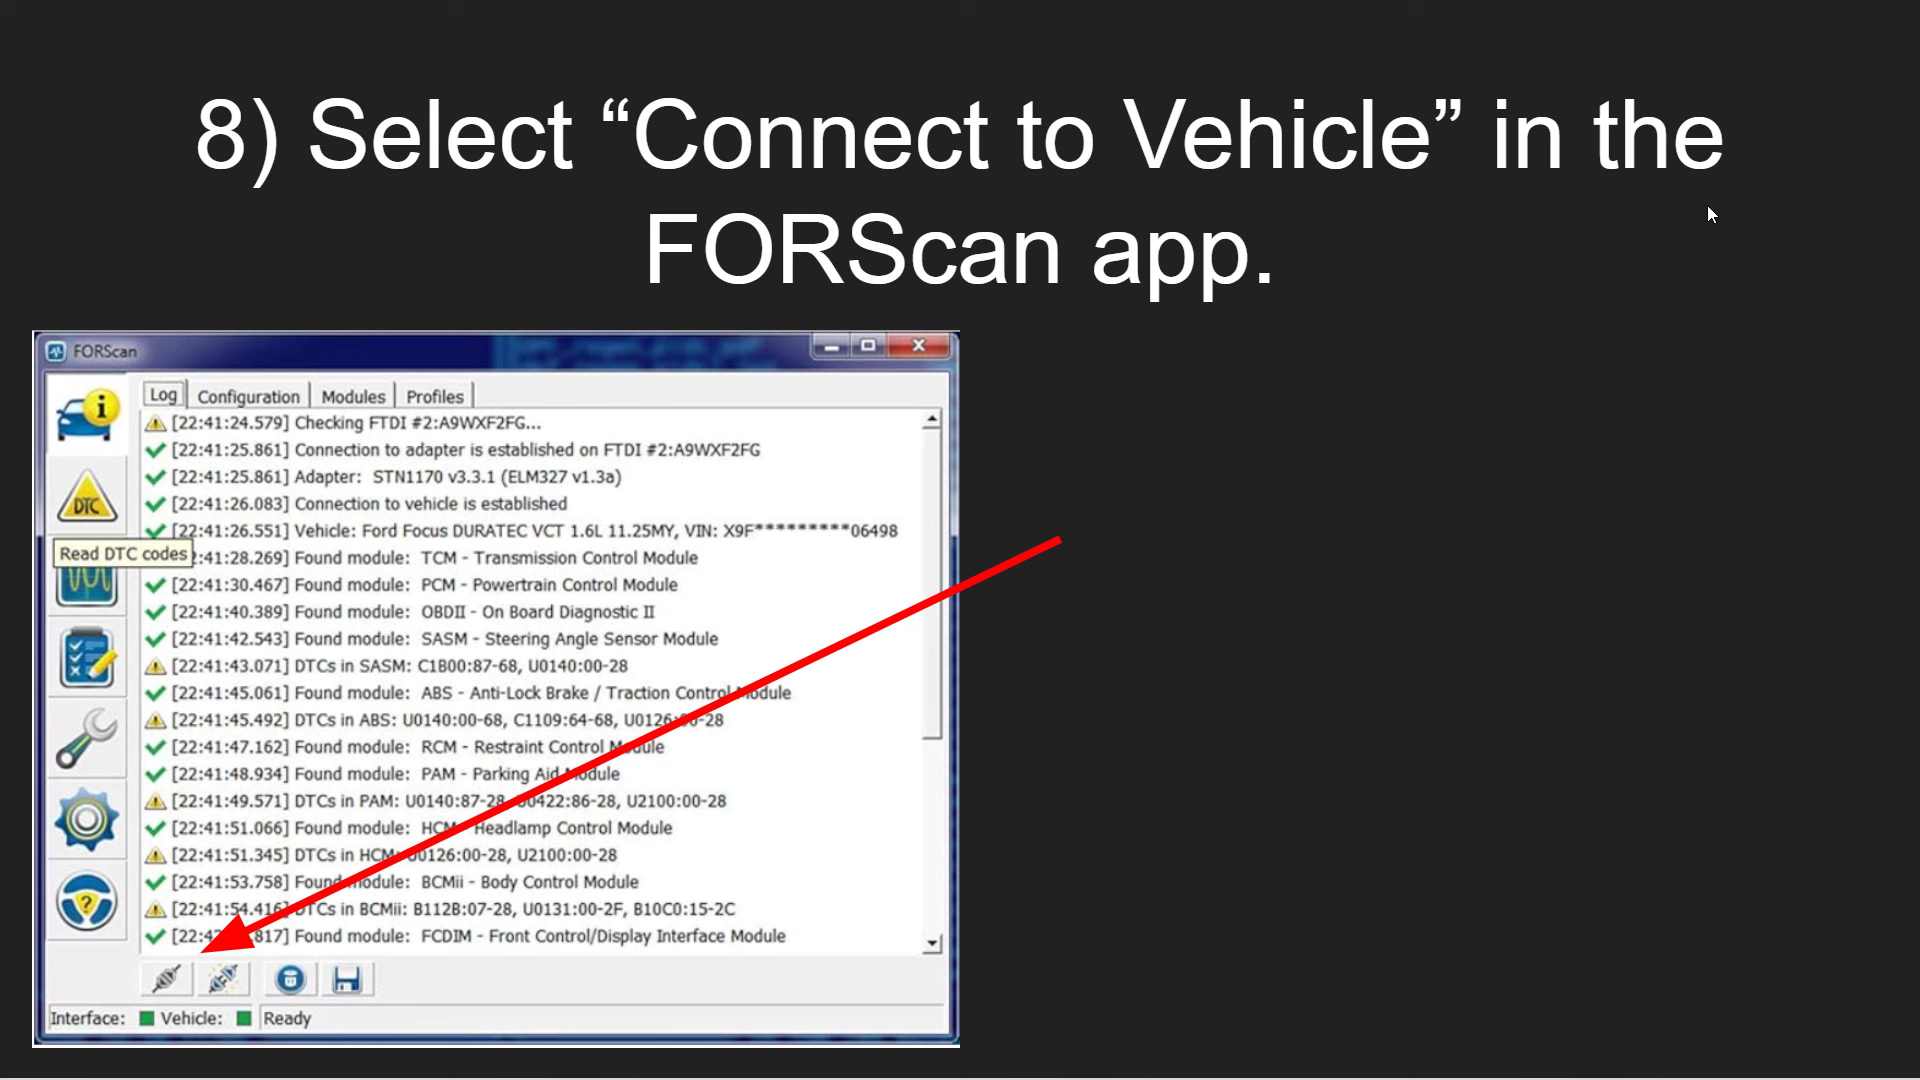 8) Select “Connect to Vehicle” in the
FORScan app.
FORScan
Log Configuration Modules Profiles
[22:41:24.579] Checking FTDI #2:A9WXF2FG...
[22:41:25.861] Connection to adapter is established on FTDI #2:A9WXF2FG
[22:41:25.861] Adapter: STN1170 v3.3.1 (ELM327 v1.3a)
DTC
[22:41:26.083] Connection to vehicle is established
[22:41:26.551] Vehicle: Ford Focus DURATEC VCT 1.6L 11.25MY, VIN: X9F*********06498
Read DTC codes
:41:28.269] Found module: TCM - Transmission Control Module
[22:41:30.467] Found module: PCM - Powertrain Control Module
[22:41:40.389] Found module: OBDII - On Board Diagnostic II
[22:41:42.543] Found module: SASM - Steering Angle Sensor Module
[22:41:43.071] DTCs in SASM: C1B00:87-68, U0140:00-28
[22:41:45.061] Found module: ABS - Anti-Lock Brake / Traction Control Module
[22:41:45.492] DTCs in ABS: U0140:00-68, C1109:64-68, U0126:00-28
[22:41:47.162] Found module: RCM - Restraint Control Module
[22:41:48.934] Found module: PAM - Parking Aid Module
[22:41:49.571] DTCs in PAM: U0140:87-28, U0422:86-28, U2100:00-28
[22:41:51.066] Found module: HCM - Headlamp Control Module
[22:41:51.345] DTCs in HCM: U0126:00-28, U2100:00-28
[22:41:53.758] Found module: BCMii - Body Control Module
[22:41:54.416] DTCs in BCMii: B112B:07-28, U0131:00-2F, B10C0:15-2C
817] Found module: FCDIM - Front Control/Display Interface Module
Interface: Vehicle: Ready